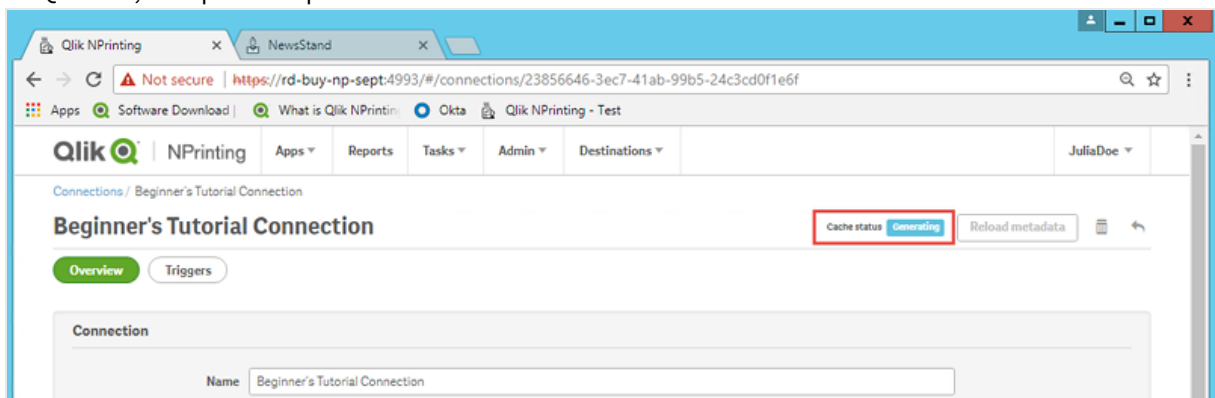 Qlik NPrinting
NewsStand
Not secure | https://rd-buy-np-sept:4993/#/connections/23856646-3ec7-41ab-99b5-24c3cd0f1e6f
Apps Software Download | What is Qlik NPrinting Okta Qlik NPrinting - Test
Qlik NPrinting Apps Reports Tasks Admin Destinations JuliaDoe
Connections / Beginner's Tutorial Connection
Beginner's Tutorial Connection
Cache status Generating Reload metadata
Overview Triggers
Connection
Name Beginner's Tutorial Connection